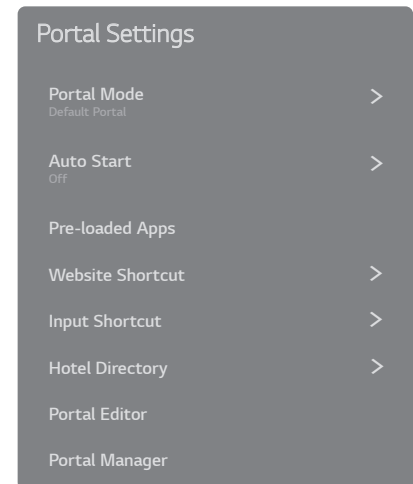 Portal Settings
Portal Mode
Default Portal
Auto Start
Off
Pre-loaded Apps
Website Shortcut
Input Shortcut
Hotel Directory
Portal Editor
Portal Manager